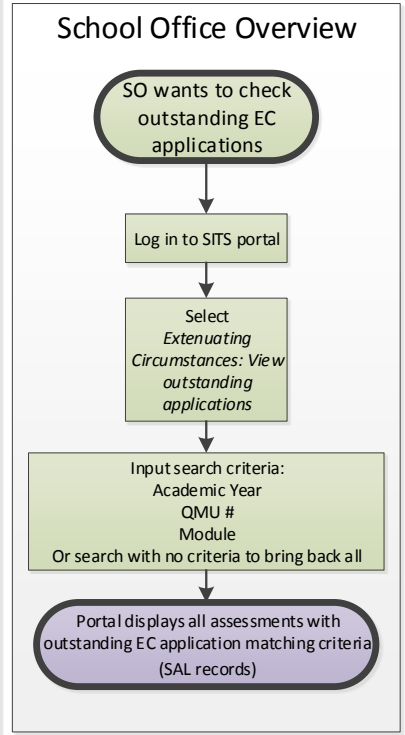 School Office Overview
SO wants to check
outstanding EC
applications
Log in to SITS portal
Select
Extenuating
Circumstances: View
outstanding
applications
Input search criteria:
Academic Year
QMU #
Module
Or search with no criteria to bring back all
Portal displays all assessments with
outstanding EC application matching criteria
(SAL records)